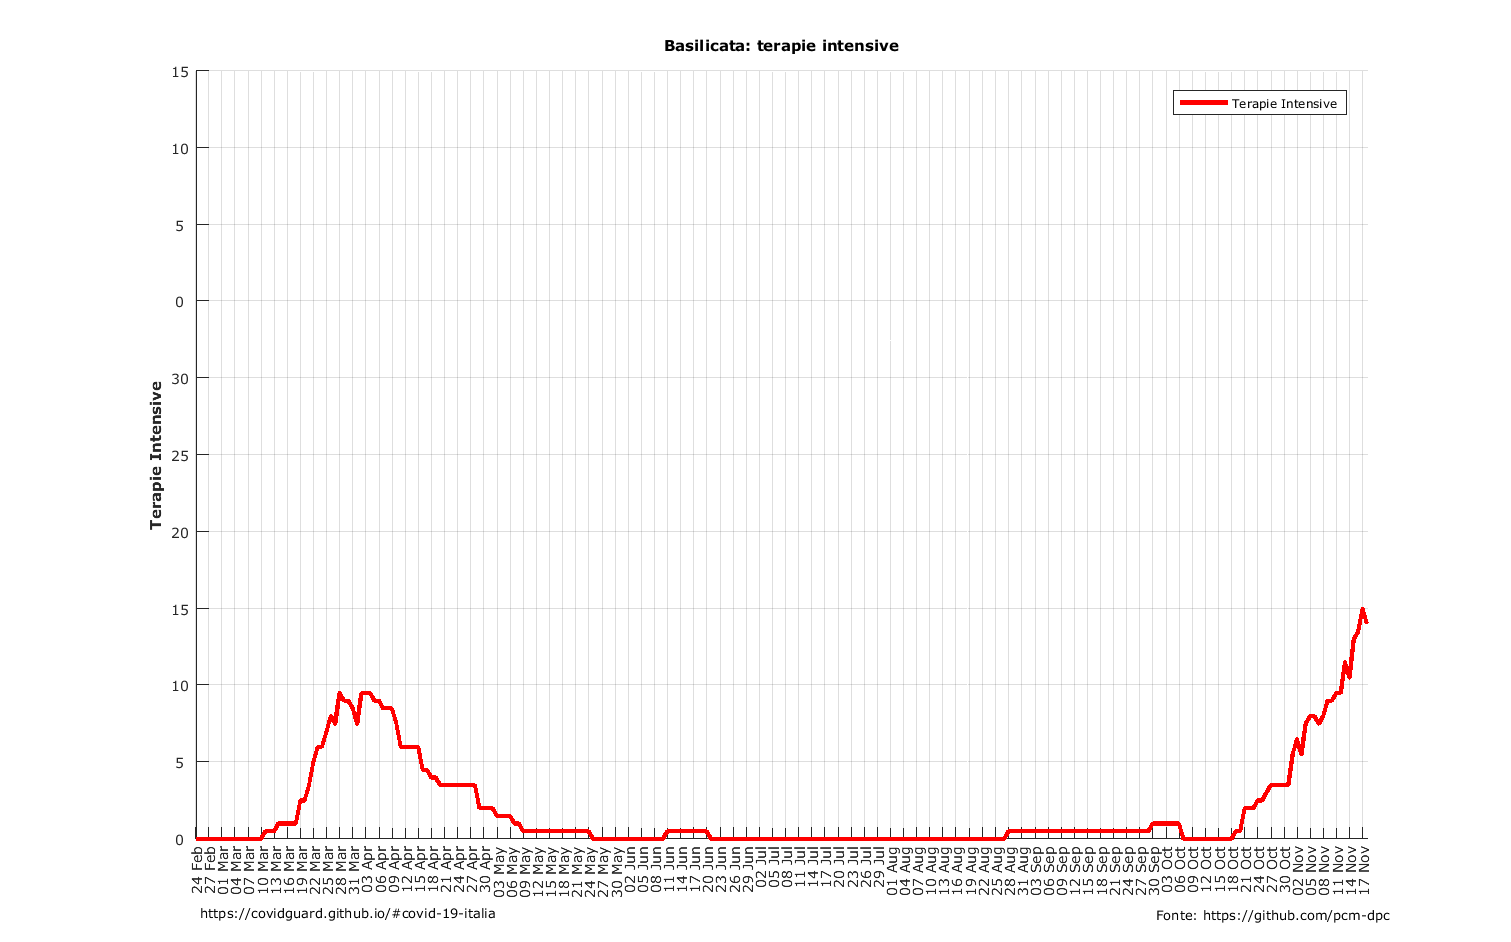 Basilicata: terapie intensive
Terapie Intensive
15
10
5
0
30
25
20
15
10
5
0
Terapie Intensive
24 Feb
27 Feb
01 Mar
04 Mar
07 Mar
10 Mar
13 Mar
16 Mar
19 Mar
22 Mar
25 Mar
28 Mar
31 Mar
03 Apr
06 Apr
09 Apr
12 Apr
15 Apr
18 Apr
21 Apr
24 Apr
27 Apr
30 Apr
03 May
06 May
09 May
12 May
15 May
18 May
21 May
24 May
27 May
30 May
02 Jun
05 Jun
08 Jun
11 Jun
14 Jun
17 Jun
20 Jun
23 Jun
26 Jun
29 Jun
02 Jul
05 Jul
08 Jul
11 Jul
14 Jul
17 Jul
20 Jul
23 Jul
26 Jul
29 Jul
01 Aug
04 Aug
07 Aug
10 Aug
13 Aug
16 Aug
19 Aug
22 Aug
25 Aug
28 Aug
31 Aug
03 Sep
06 Sep
09 Sep
12 Sep
15 Sep
18 Sep
21 Sep
24 Sep
27 Sep
30 Sep
03 Oct
06 Oct
09 Oct
12 Oct
15 Oct
18 Oct
21 Oct
24 Oct
27 Oct
30 Oct
02 Nov
05 Nov
08 Nov
11 Nov
14 Nov
17 Nov
https://covidguard.github.io/#covid-19-italia
Fonte: https://github.com/pcm-dpc